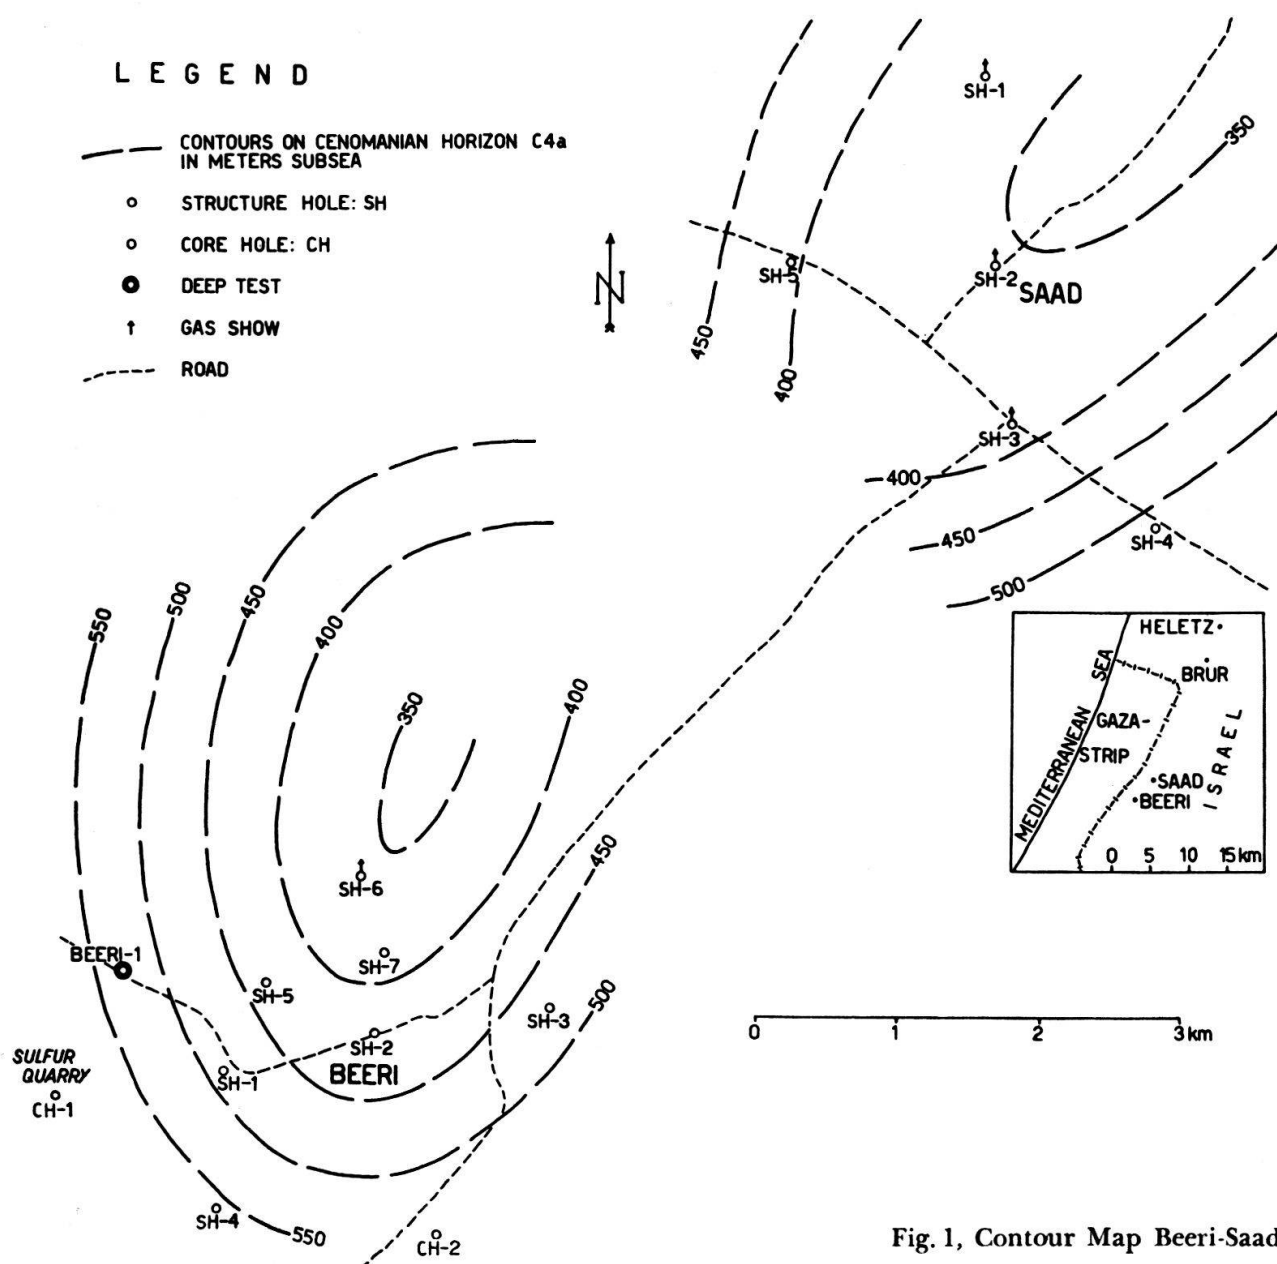 LEGEND
CONTOURS ON CENOMANIAN HORIZON C4a
IN METERS SUBSEA
STRUCTURE HOLE: SH
CORE HOLE: CH
DEEP TEST
GAS SHOW
ROAD
N
SH-1
350
SH-5
SH-2
SAAD
450
400
SH-3
400
450
SH-4
500
550
500
450
400
350
400
SH-6
450
BEERI-1
SH-7
SH-5
SH-3
500
SH-2
BEERI
SH-1
SULFUR
QUARRY
CH-1
SH-4
550
CH-2
HELETZ
BRUR
MEDITERRANEAN SEA
GAZA
STRIP
ISRAEL
SAAD
BEERI
0 5 10 15 km
0 1 2 3 km
Fig. 1, Contour Map Beeri-Saad